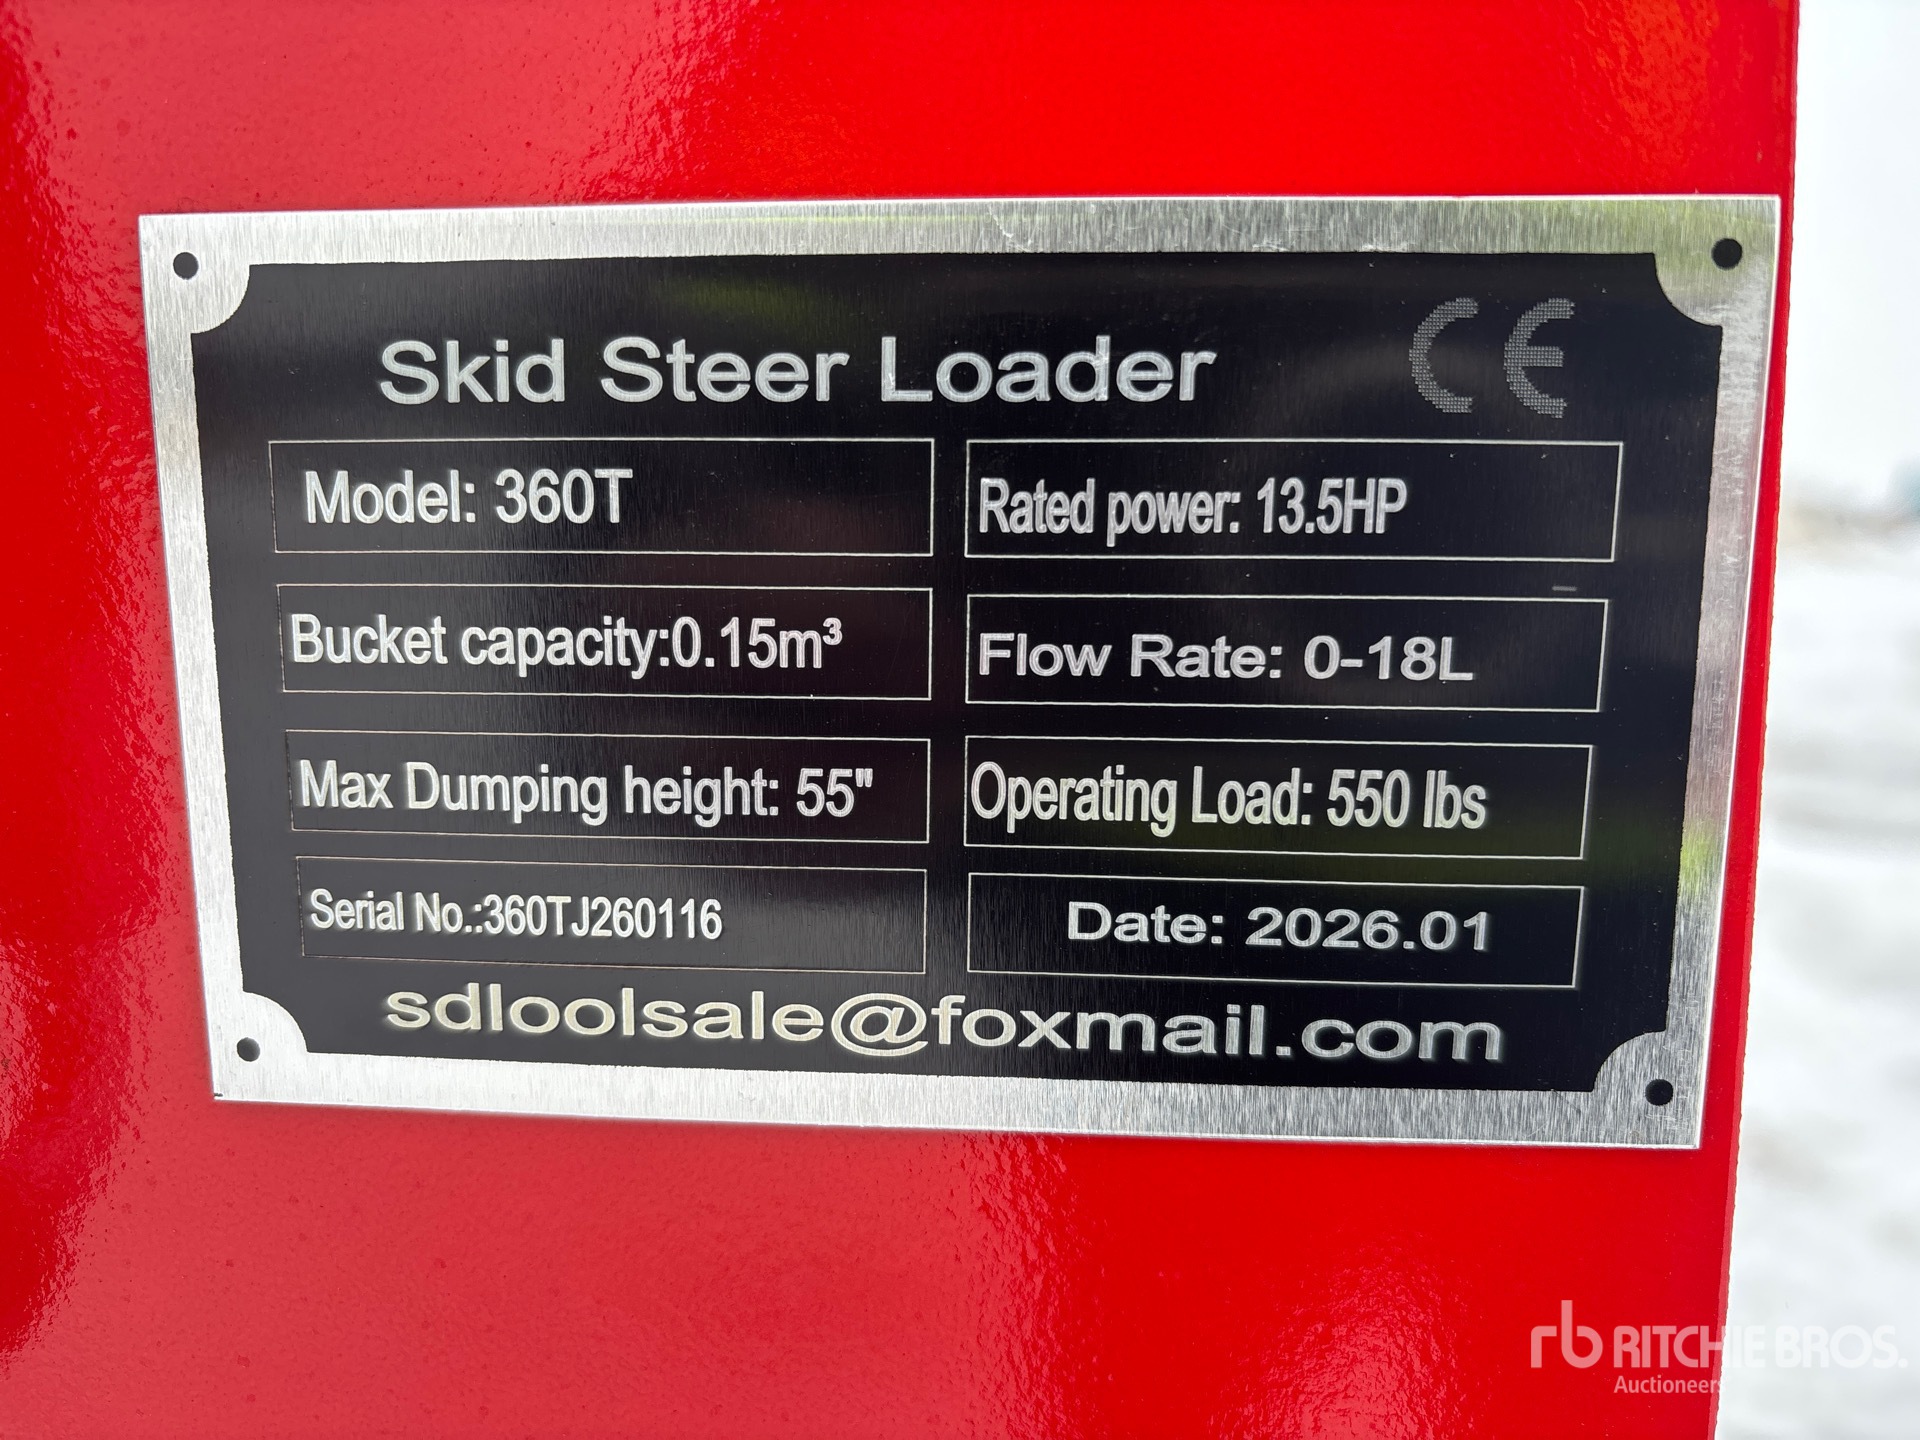 Skid Steer Loader CE
Model: 360T
Rated power: 13.5HP
Bucket capacity:0.15m³
Flow Rate: 0-18L
Max Dumping height: 55"
Operating Load: 550 lbs
Serial No.:360TJ260116
Date: 2026.01
sdloolsale@foxmail.com
rb RITCHIE BROS.
Auctioneers